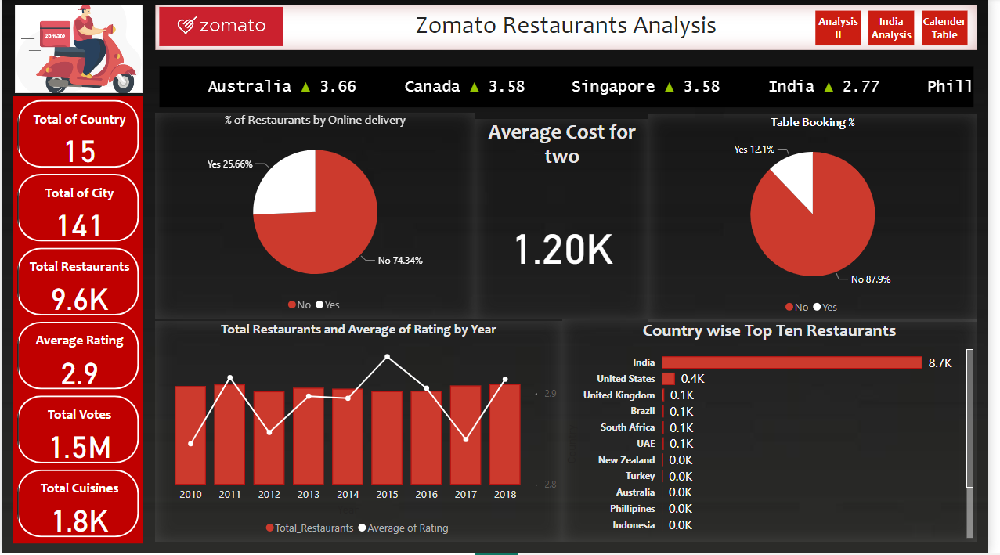 zomato
zomato
Zomato Restaurants Analysis
Analysis
II
India
Analysis
Calender
Table
Australia ▲ 3.66 Canada ▲ 3.58 Singapore ▲ 3.58 India ▲ 2.77 Phill
Total of Country
15
Total of City
141
Total Restaurants
9.6K
Average Rating
2.9
Total Votes
1.5M
Total Cuisines
1.8K
% of Restaurants by Online delivery
Yes 25.66%
No 74.34%
No Yes
Average Cost for
two
1.20K
Table Booking %
Yes 12.1%
No 87.9%
No Yes
Total Restaurants and Average of Rating by Year
2.9
2.8
2010 2011 2012 2013 2014 2015 2016 2017 2018
Total_Restaurants Average of Rating
Country wise Top Ten Restaurants
Country
India 8.7K
United States 0.4K
United Kingdom 0.1K
Brazil 0.1K
South Africa 0.1K
UAE 0.1K
New Zealand 0.0K
Turkey 0.0K
Australia 0.0K
Phillipines 0.0K
Indonesia 0.0K